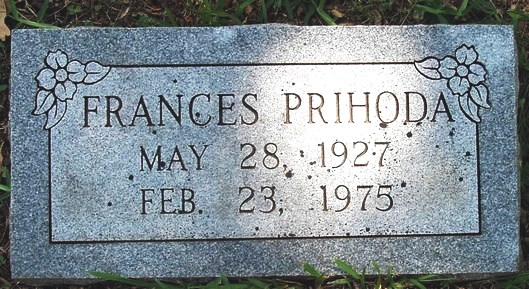 FRANCES PRIHODA
MAY 28, 1927
FEB. 23, 1975